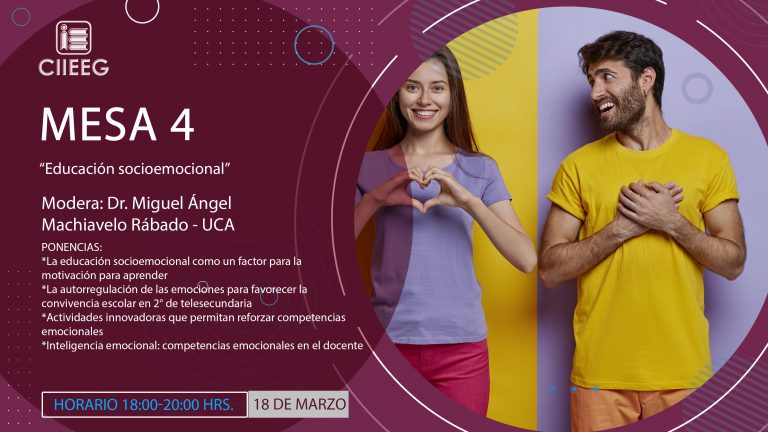 CIIEEG
MESA 4
“Educación socioemocional”
Modera: Dr. Miguel Ángel
Machiavelo Rábado - UCA
PONENCIAS:
*La educación socioemocional como un factor para la
motivación para aprender
*La autorregulación de las emociones para favorecer la
convivencia escolar en 2° de telesecundaria
*Actividades innovadoras que permitan reforzar competencias
emocionales
*Inteligencia emocional: competencias emocionales en el docente
HORARIO 18:00-20:00 HRS. 18 DE MARZO